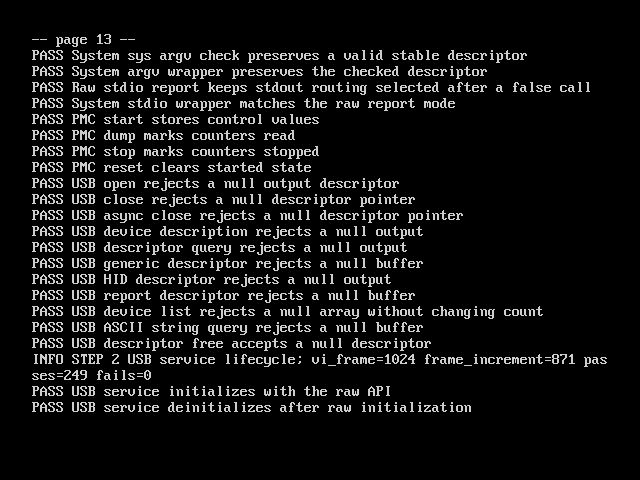 -- page 13 --
PASS System sys argv check preserves a valid stable descriptor
PASS System argv wrapper preserves the checked descriptor
PASS Raw stdio report keeps stdout routing selected after a false call
PASS System stdio wrapper matches the raw report mode
PASS PMC start stores control values
PASS PMC dump marks counters read
PASS PMC stop marks counters stopped
PASS PMC reset clears started state
PASS USB open rejects a null output descriptor
PASS USB close rejects a null descriptor pointer
PASS USB async close rejects a null descriptor pointer
PASS USB device description rejects a null output
PASS USB descriptor query rejects a null output
PASS USB generic descriptor rejects a null buffer
PASS USB HID descriptor rejects a null output
PASS USB report descriptor rejects a null buffer
PASS USB device list rejects a null array without changing count
PASS USB ASCII string query rejects a null buffer
PASS USB descriptor free accepts a null descriptor
INFO STEP 2 USB service lifecycle; vi_frame=1024 frame_increment=871 pas
ses=249 fails=0
PASS USB service initializes with the raw API
PASS USB service deinitializes after raw initialization